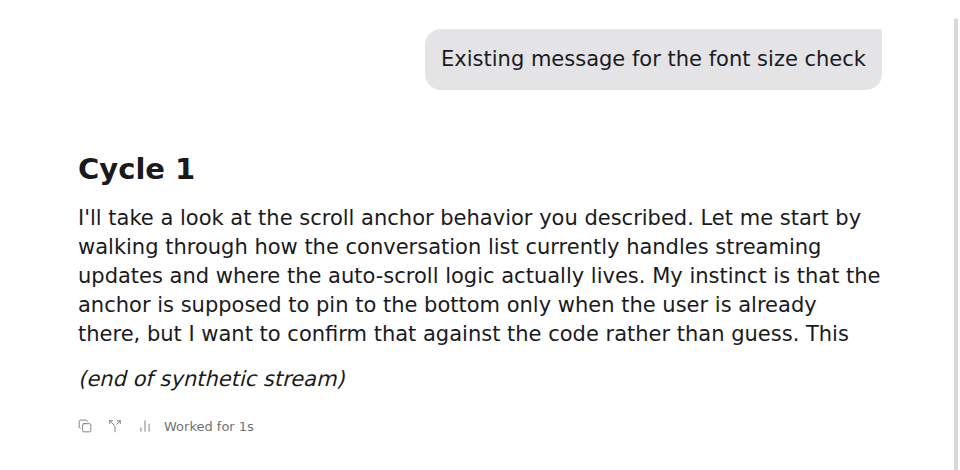 Existing message for the font size check
Cycle 1
I'll take a look at the scroll anchor behavior you described. Let me start by
walking through how the conversation list currently handles streaming
updates and where the auto-scroll logic actually lives. My instinct is that the
anchor is supposed to pin to the bottom only when the user is already
there, but I want to confirm that against the code rather than guess. This
(end of synthetic stream)
Worked for 1s